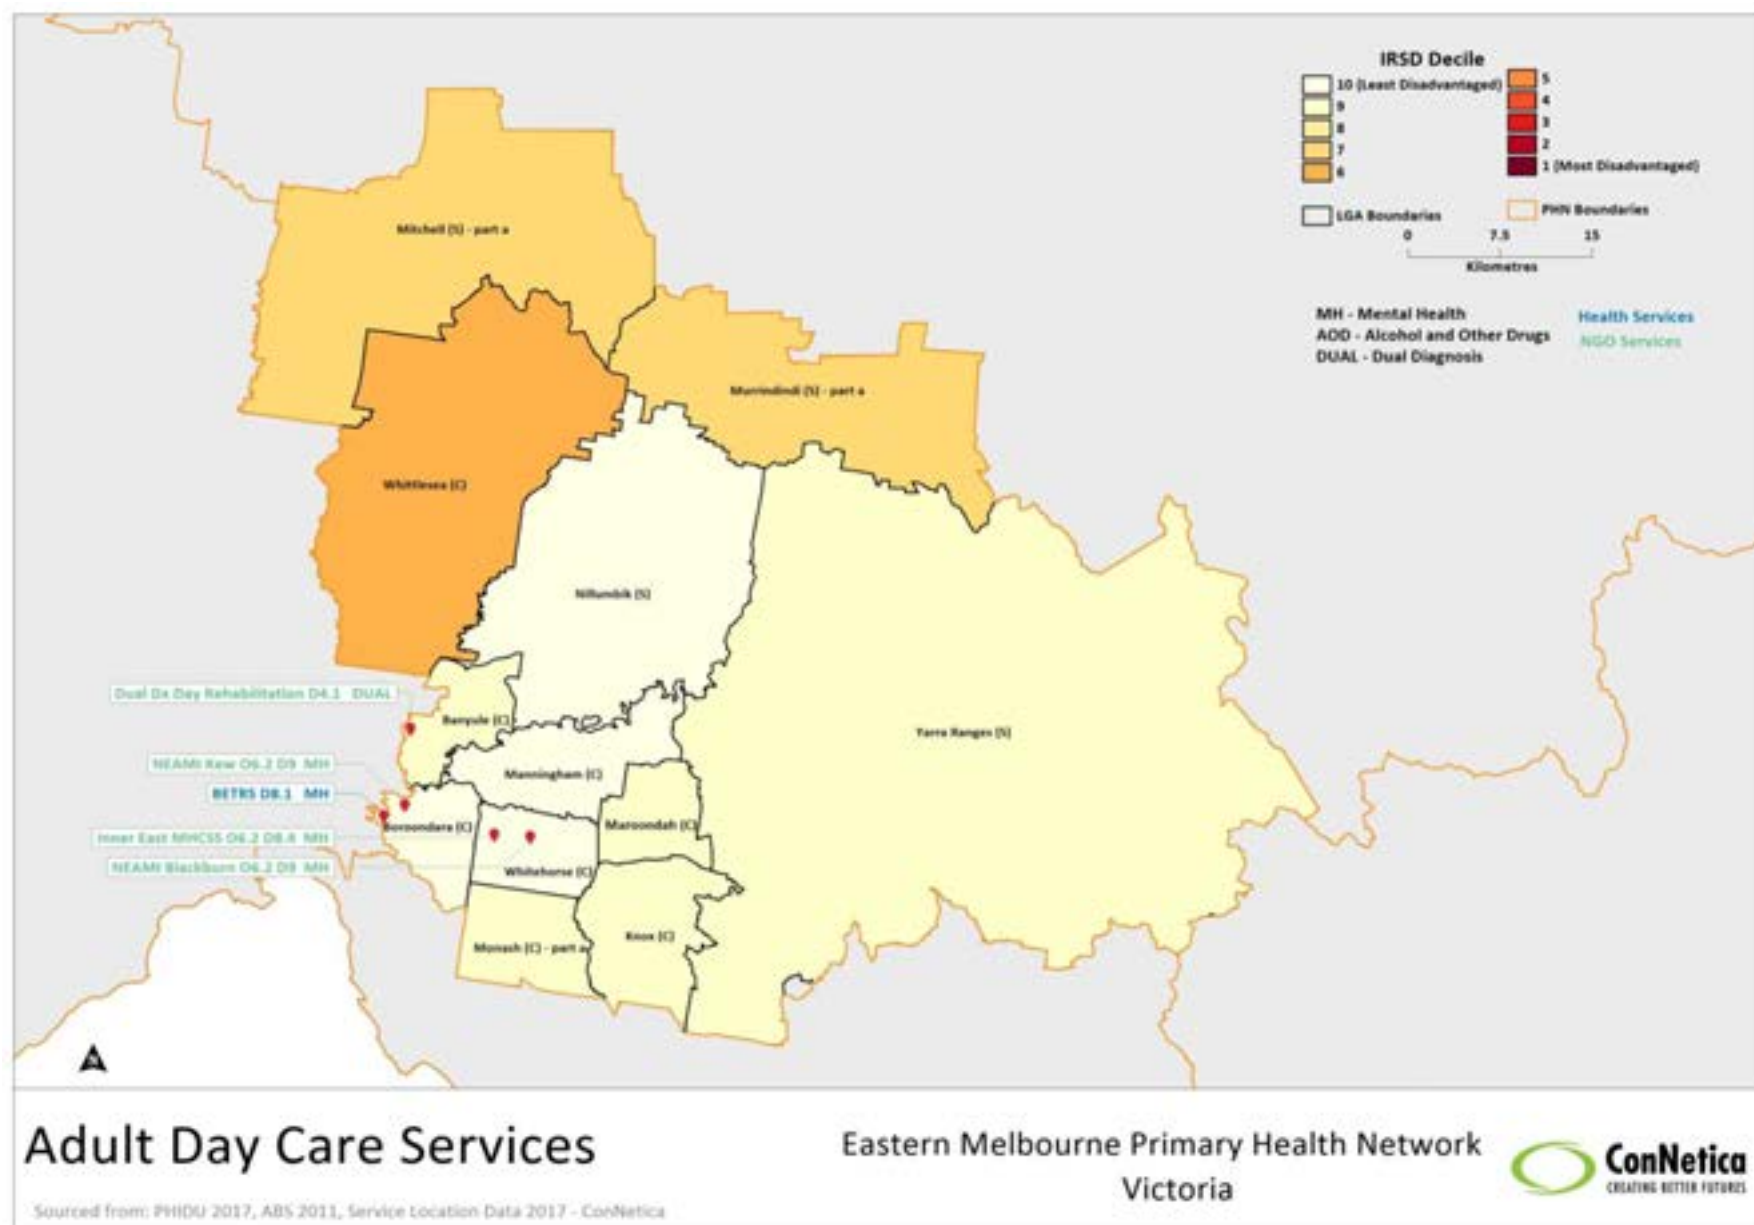 IRSD Decile
10 (Least Disadvantaged)
9
8
7
6
5
4
3
2
1 (Most Disadvantaged)
LGA Boundaries
PHN Boundaries
0 7.5 15
Kilometres
MH - Mental Health
AOD - Alcohol and Other Drugs
DUAL - Dual Diagnosis
Health Services
NGO Services
Mitchell (S) - part a
Murrindindi (S) - part a
Whittlesea (C)
Nillumbik (S)
Dual Dx Day Rehabilitation D4.1 DUAL
Banyule (C)
Yarra Ranges (S)
NEAMI Kew O6.2 D9 MH
Manningham (C)
BETRS D8.1 MH
Boroondara (C)
Maroondah (C)
Inner East MHCSS O6.2 D8.4 MH
NEAMI Blackburn O6.2 D9 MH
Whitehorse (C)
Monash (C) - part a
Knox (C)
N
Adult Day Care Services
Eastern Melbourne Primary Health Network
Victoria
ConNetica
CREATING BETTER FUTURES
Sourced from: PHIDU 2017, ABS 2011, Service Location Data 2017 - ConNetica